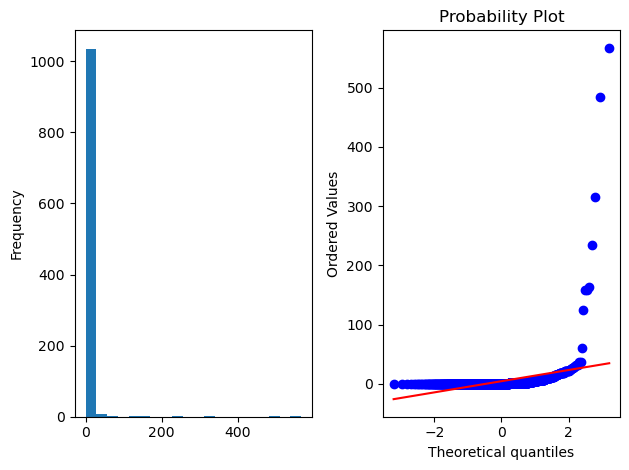 Probability Plot
Frequency
1000
800
600
400
200
0
0 200 400
Ordered Values
500
400
300
200
100
0
−2 0 2
Theoretical quantiles